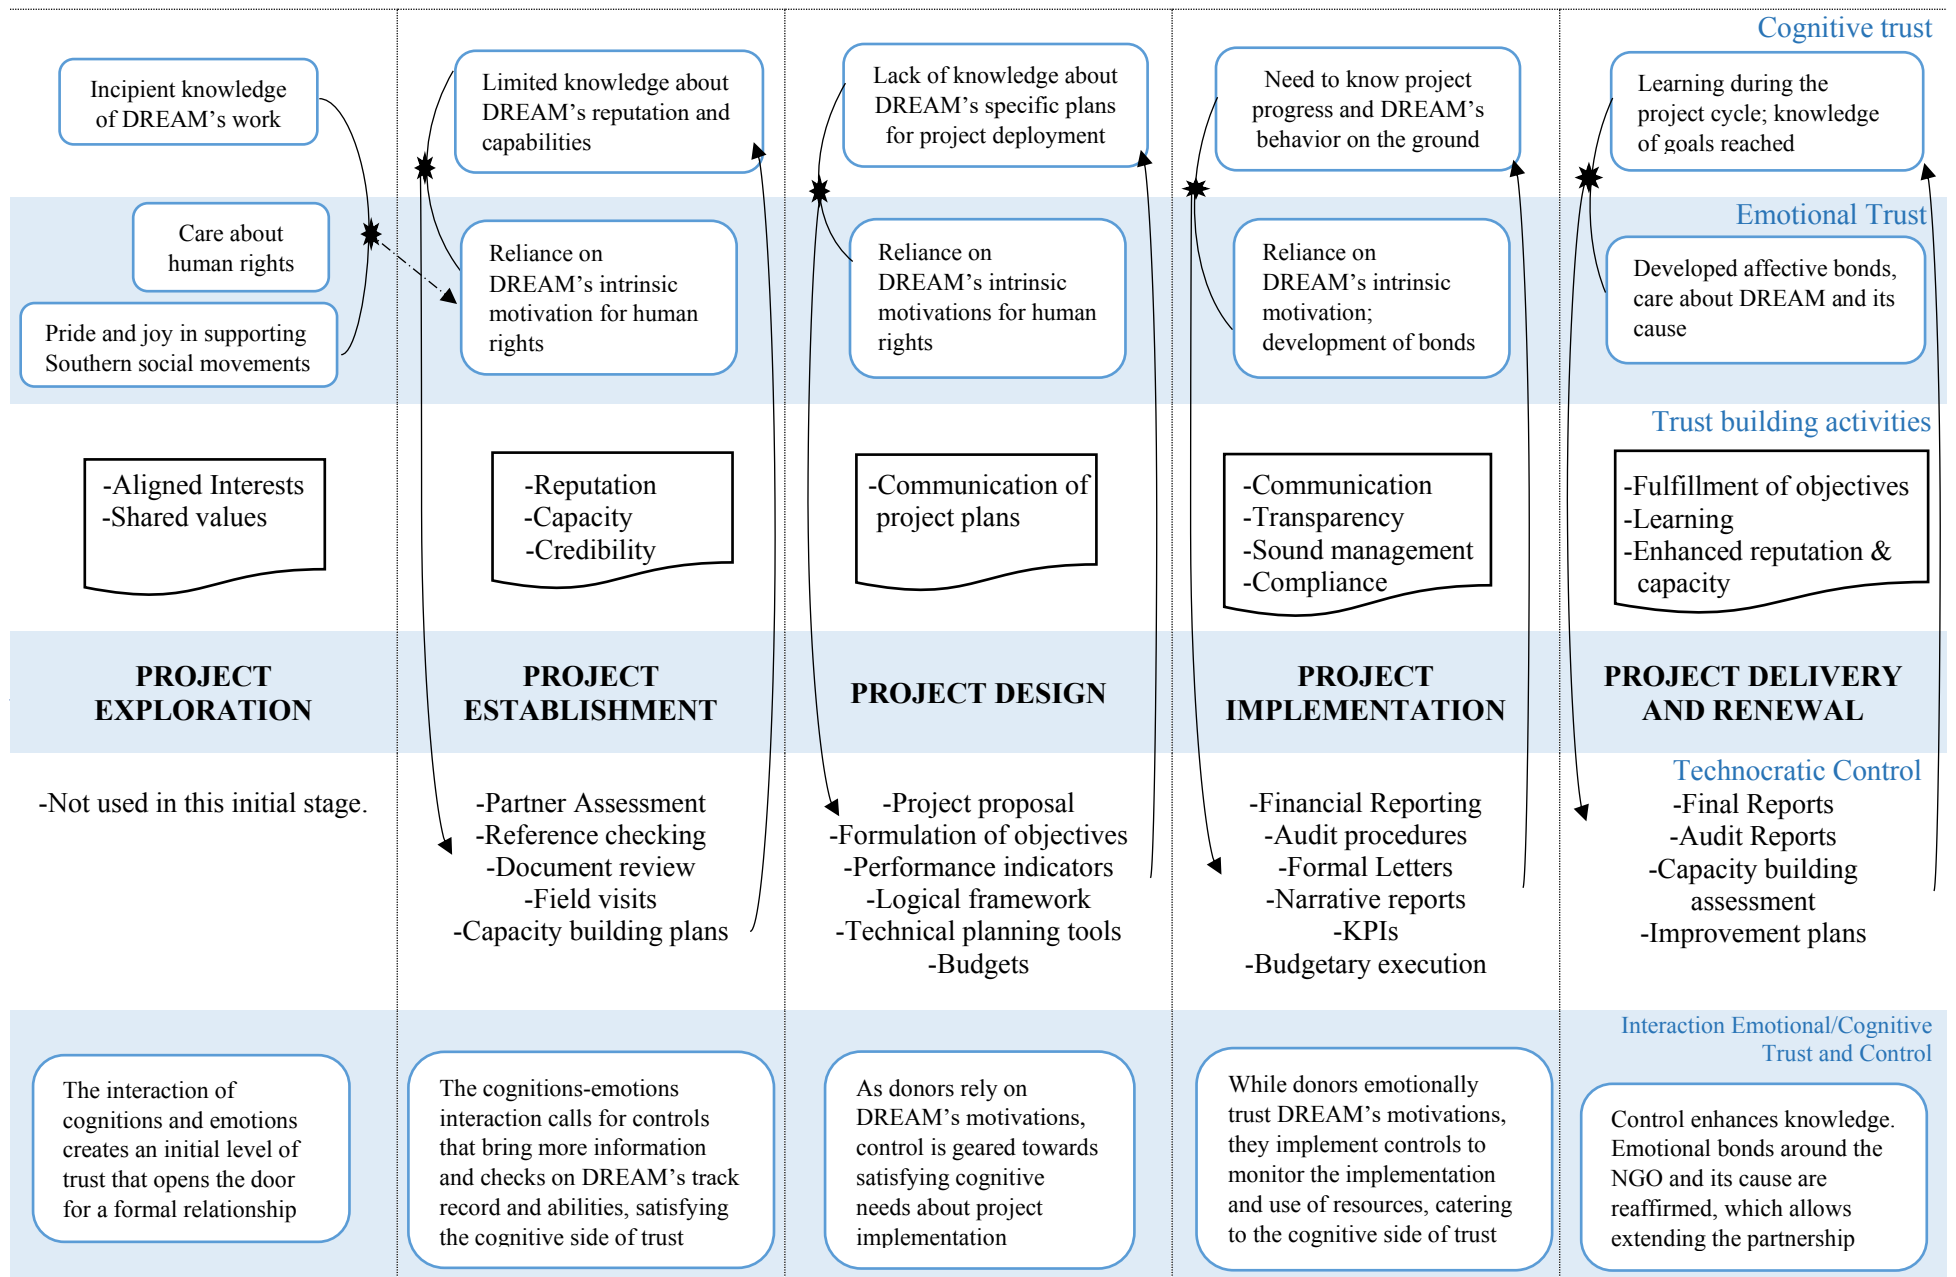 Cognitive trust
Incipient knowledge
of DREAM's work
Limited knowledge about
DREAM's reputation and
capabilities
Lack of knowledge about
DREAM's specific plans
for project deployment
Need to know project
progress and DREAM's
behavior on the ground
Learning during the
project cycle; knowledge
of goals reached
Emotional Trust
Care about
human rights
Pride and joy in supporting
Southern social movements
Reliance on
DREAM's intrinsic
motivation for human
rights
Reliance on
DREAM's intrinsic
motivations for human
rights
Reliance on
DREAM's intrinsic
motivation;
development of bonds
Developed affective bonds,
care about DREAM and its
cause
Trust building activities
-Aligned Interests
-Shared values
-Reputation
-Capacity
-Credibility
-Communication of
project plans
-Communication
-Transparency
-Sound management
-Compliance
-Fulfillment of objectives
-Learning
-Enhanced reputation &
capacity
PROJECT
EXPLORATION
PROJECT
ESTABLISHMENT
PROJECT DESIGN
PROJECT
IMPLEMENTATION
PROJECT DELIVERY
AND RENEWAL
Technocratic Control
-Not used in this initial stage.
-Partner Assessment
-Reference checking
-Document review
-Field visits
-Capacity building plans
-Project proposal
-Formulation of objectives
-Performance indicators
-Logical framework
-Technical planning tools
-Budgets
-Financial Reporting
-Audit procedures
-Formal Letters
-Narrative reports
-KPIs
-Budgetary execution
-Final Reports
-Audit Reports
-Capacity building
assessment
-Improvement plans
Interaction Emotional/Cognitive
Trust and Control
The interaction of
cognitions and emotions
creates an initial level of
trust that opens the door
for a formal relationship
The cognitions-emotions
interaction calls for controls
that bring more information
and checks on DREAM's track
record and abilities, satisfying
the cognitive side of trust
As donors rely on
DREAM's motivations,
control is geared towards
satisfying cognitive
needs about project
implementation
While donors emotionally
trust DREAM's motivations,
they implement controls to
monitor the implementation
and use of resources, catering
to the cognitive side of trust
Control enhances knowledge.
Emotional bonds around the
NGO and its cause are
reaffirmed, which allows
extending the partnership